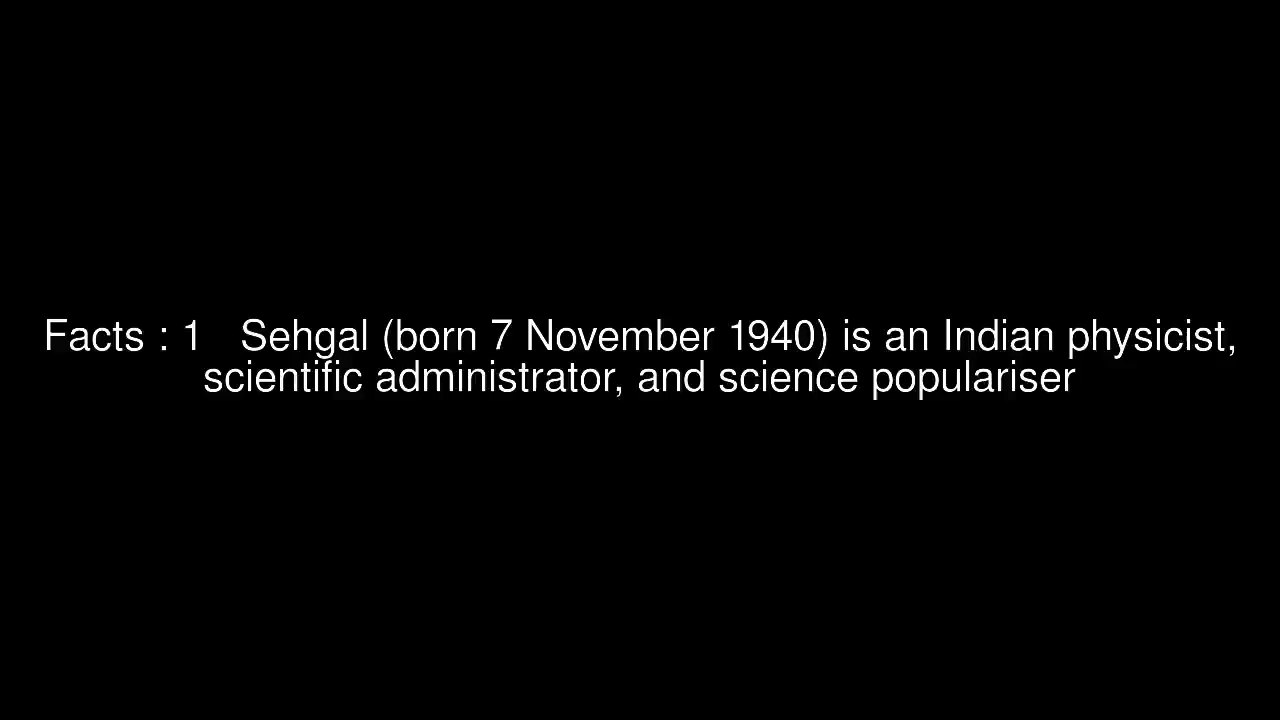 Facts : 1   Sehgal (born 7 November 1940) is an Indian physicist,
scientific administrator, and science populariser